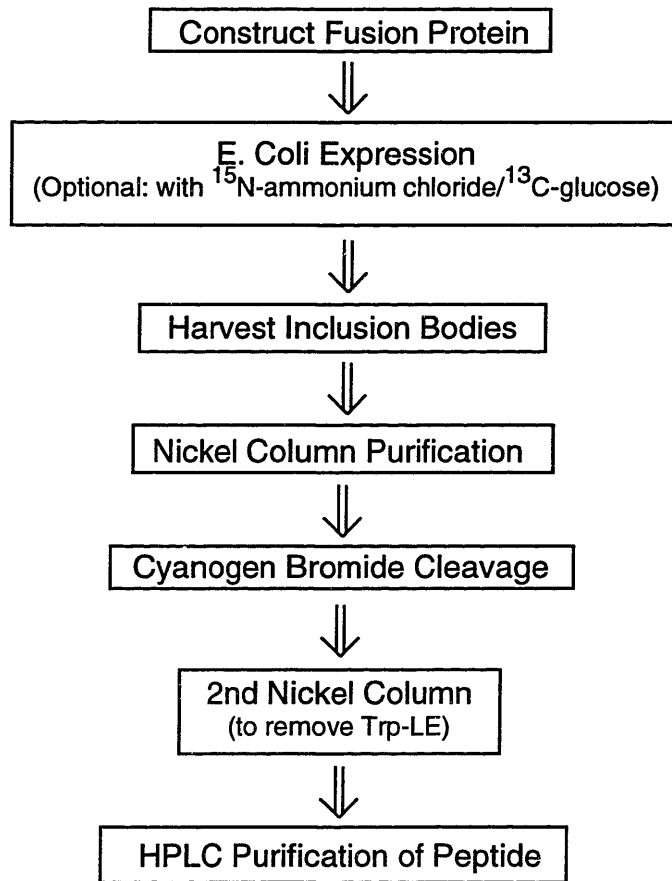 Construct Fusion Protein
E. Coli Expression
(Optional: with ¹⁵N-ammonium chloride/¹³C-glucose)
Harvest Inclusion Bodies
Nickel Column Purification
Cyanogen Bromide Cleavage
2nd Nickel Column
(to remove Trp-LE)
HPLC Purification of Peptide